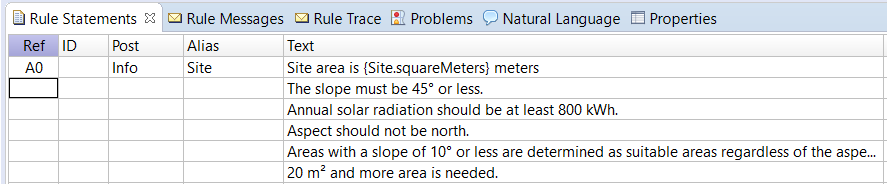 Rule Statements Rule Messages Rule Trace Problems Natural Language Properties
Ref ID Post Alias Text
A0 Info Site Site area is {Site.squareMeters} meters
The slope must be 45° or less.
Annual solar radiation should be at least 800 kWh.
Aspect should not be north.
Areas with a slope of 10° or less are determined as suitable areas regardless of the aspe...
20 m² and more area is needed.